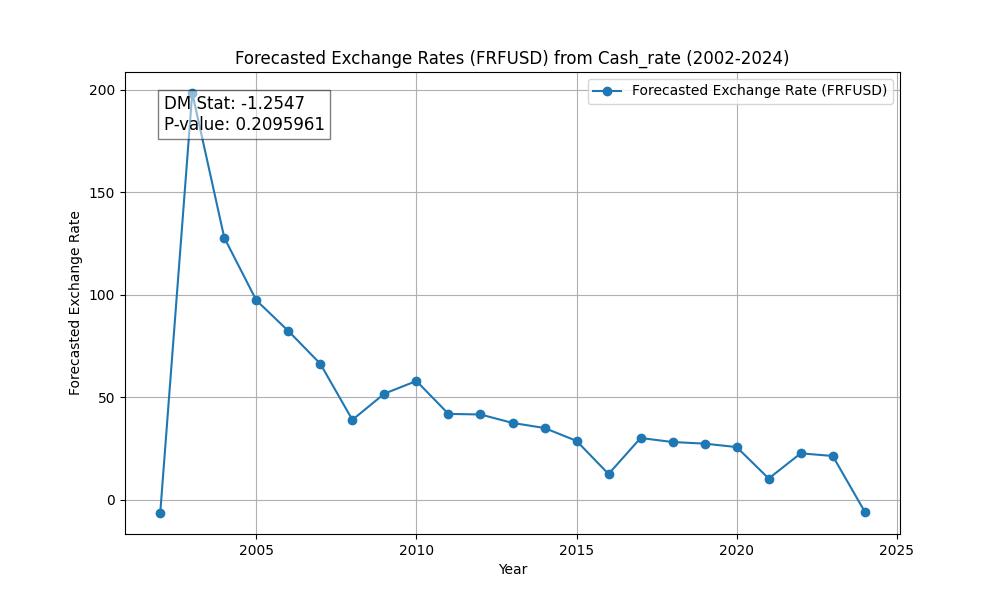 Forecasted Exchange Rates (FRFUSD) from Cash_rate (2002-2024)
DM Stat: -1.2547
P-value: 0.2095961
Forecasted Exchange Rate (FRFUSD)
Forecasted Exchange Rate
200
150
100
50
0
2005 2010 2015 2020 2025
Year